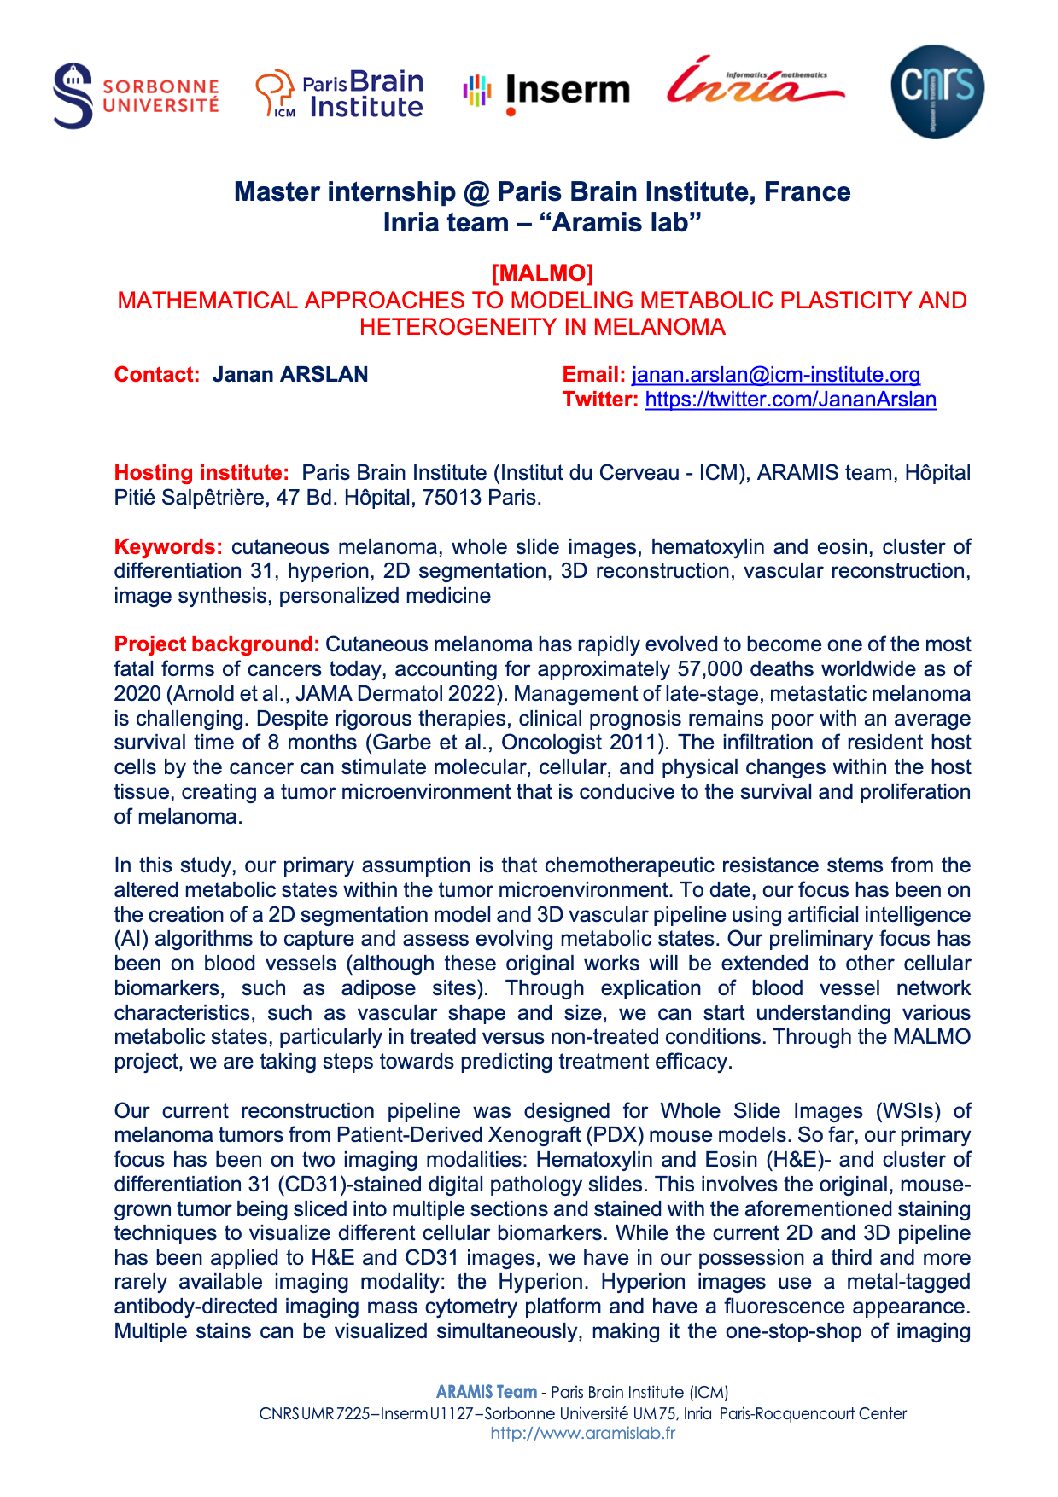 SORBONNE
UNIVERSITÉ
Paris Brain
Institute
ICM
Inserm
informatics mathematics
Inria
cnrs
Master internship @ Paris Brain Institute, France
Inria team – “Aramis lab”
[MALMO]
MATHEMATICAL APPROACHES TO MODELING METABOLIC PLASTICITY AND
HETEROGENEITY IN MELANOMA
Contact: Janan ARSLAN
Email: janan.arslan@icm-institute.org
Twitter: https://twitter.com/JananArslan
Hosting institute: Paris Brain Institute (Institut du Cerveau - ICM), ARAMIS team, Hôpital
Pitié Salpêtrière, 47 Bd. Hôpital, 75013 Paris.
Keywords: cutaneous melanoma, whole slide images, hematoxylin and eosin, cluster of
differentiation 31, hyperion, 2D segmentation, 3D reconstruction, vascular reconstruction,
image synthesis, personalized medicine
Project background: Cutaneous melanoma has rapidly evolved to become one of the most
fatal forms of cancers today, accounting for approximately 57,000 deaths worldwide as of
2020 (Arnold et al., JAMA Dermatol 2022). Management of late-stage, metastatic melanoma
is challenging. Despite rigorous therapies, clinical prognosis remains poor with an average
survival time of 8 months (Garbe et al., Oncologist 2011). The infiltration of resident host
cells by the cancer can stimulate molecular, cellular, and physical changes within the host
tissue, creating a tumor microenvironment that is conducive to the survival and proliferation
of melanoma.
In this study, our primary assumption is that chemotherapeutic resistance stems from the
altered metabolic states within the tumor microenvironment. To date, our focus has been on
the creation of a 2D segmentation model and 3D vascular pipeline using artificial intelligence
(AI) algorithms to capture and assess evolving metabolic states. Our preliminary focus has
been on blood vessels (although these original works will be extended to other cellular
biomarkers, such as adipose sites). Through explication of blood vessel network
characteristics, such as vascular shape and size, we can start understanding various
metabolic states, particularly in treated versus non-treated conditions. Through the MALMO
project, we are taking steps towards predicting treatment efficacy.
Our current reconstruction pipeline was designed for Whole Slide Images (WSIs) of
melanoma tumors from Patient-Derived Xenograft (PDX) mouse models. So far, our primary
focus has been on two imaging modalities: Hematoxylin and Eosin (H&E)- and cluster of
differentiation 31 (CD31)-stained digital pathology slides. This involves the original, mouse-
grown tumor being sliced into multiple sections and stained with the aforementioned staining
techniques to visualize different cellular biomarkers. While the current 2D and 3D pipeline
has been applied to H&E and CD31 images, we have in our possession a third and more
rarely available imaging modality: the Hyperion. Hyperion images use a metal-tagged
antibody-directed imaging mass cytometry platform and have a fluorescence appearance.
Multiple stains can be visualized simultaneously, making it the one-stop-shop of imaging
ARAMIS Team - Paris Brain Institute (ICM)
CNRS UMR 7225 – Inserm U1127 – Sorbonne Université UM 75, Inria Paris-Rocquencourt Center
http://www.aramislab.fr